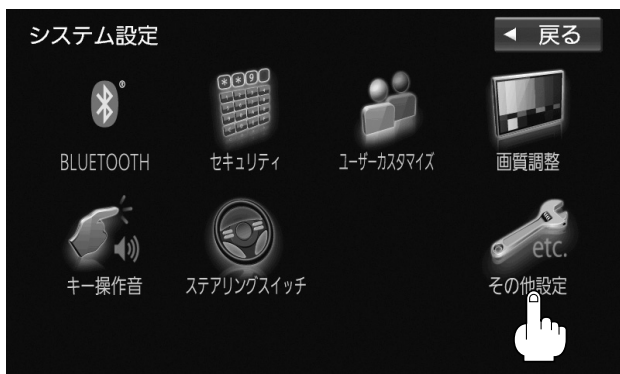 システム設定
◀ 戻る
BLUETOOTH®
セキュリティ
ユーザーカスタマイズ
画質調整
キー操作音
ステアリングスイッチ
etc.
その他設定